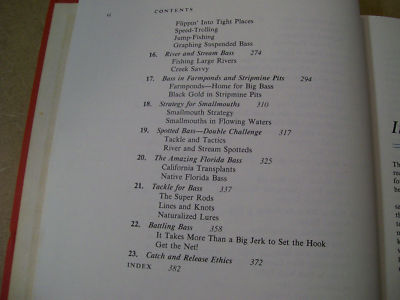 vi
CONTENTS
Flippin' Into Tight Places
Speed-Trolling
Jump-Fishing
Graphing Suspended Bass
16. River and Stream Bass 274
Fishing Large Rivers
Creek Savvy
17. Bass in Farmponds and Stripmine Pits 294
Farmponds—Home for Big Bass
Black Gold in Stripmine Pits
18. Strategy for Smallmouths 310
Smallmouth Strategy
Smallmouths in Flowing Waters
19. Spotted Bass—Double Challenge 317
Tackle and Tactics
River and Stream Spotteds
20. The Amazing Florida Bass 325
California Transplants
Native Florida Bass
21. Tackle for Bass 337
The Super Rods
Lines and Knots
Naturalized Lures
22. Battling Bass 358
It Takes More Than a Big Jerk to Set the Hook
Get the Net!
23. Catch and Release Ethics 372
INDEX 382